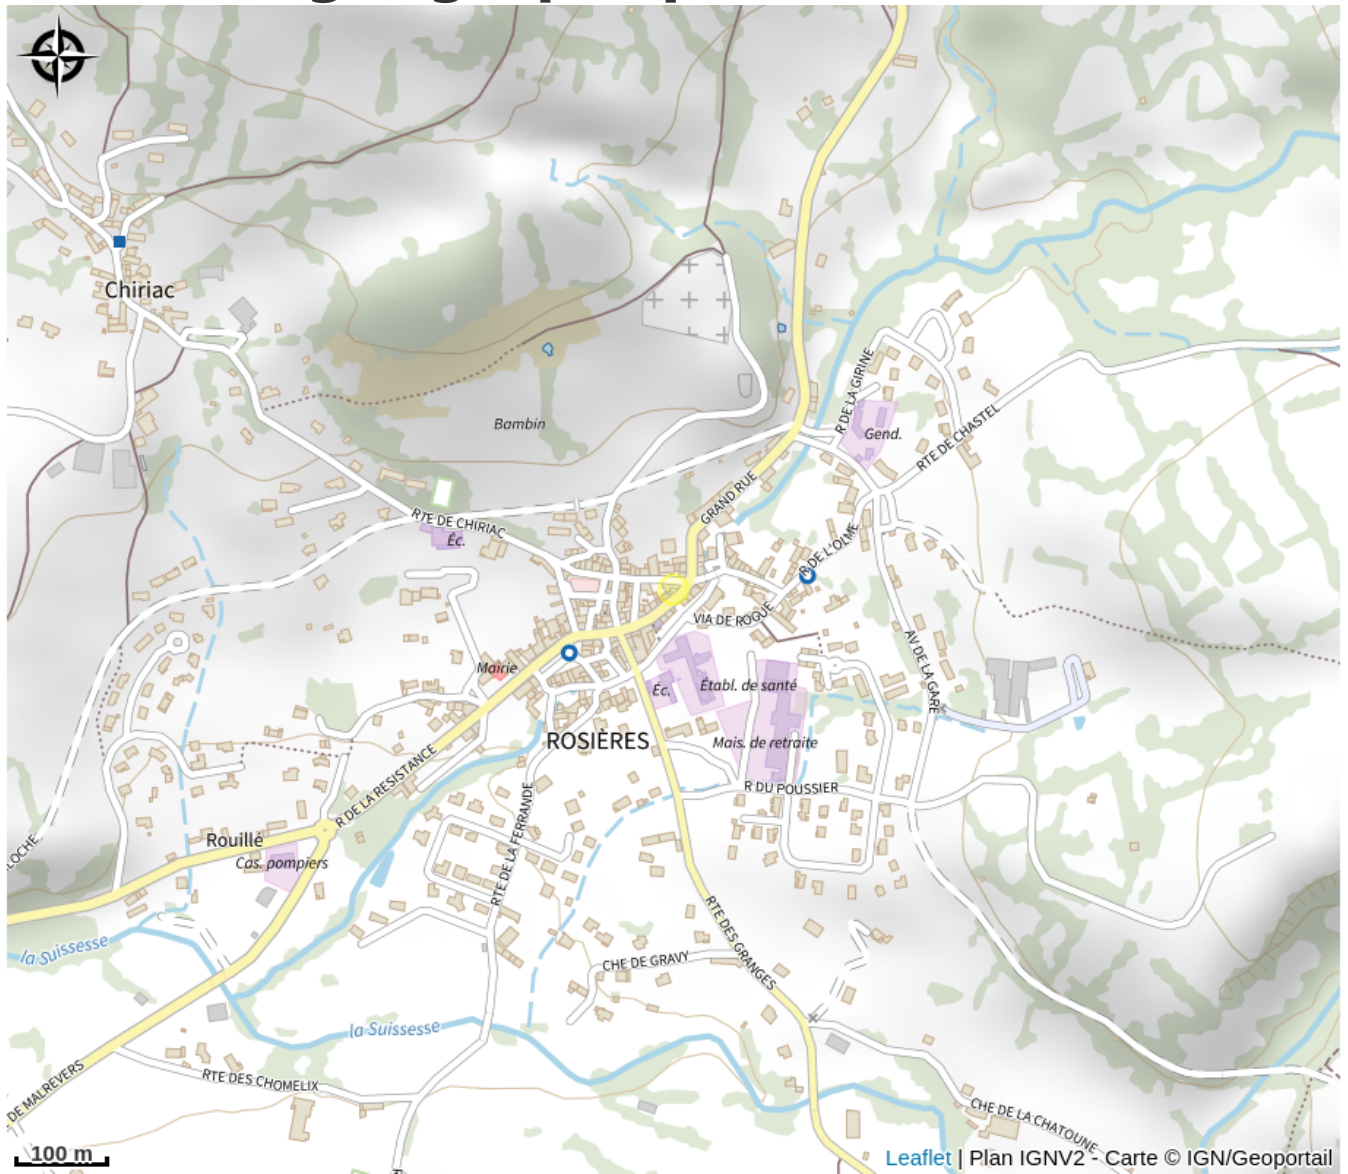 Chiriac
Bambin
R DE LA GIRINE
Gend.
RTE DE CHASTEL
GRAND RUE
RTE DE CHIRIAC
Éc.
R DE L'OLME
VIA DE ROGUE
AV DE LA GARE
Mairie
Éc.
Établ. de santé
ROSIÈRES
Mais. de retraite
R DE LA RESISTANCE
R DU POUSSIER
RTE DE LA FERRANDE
Rouillé
Cas. pompiers
RTE DES GRANGES
la Suissesse
CHE DE GRAVY
la Suissesse
RTE DES CHOMELIX
DE MALREVERS
CHE DE LA CHATOUNE
100 m
Leaflet | Plan IGNV2 - Carte © IGN/Geoportail